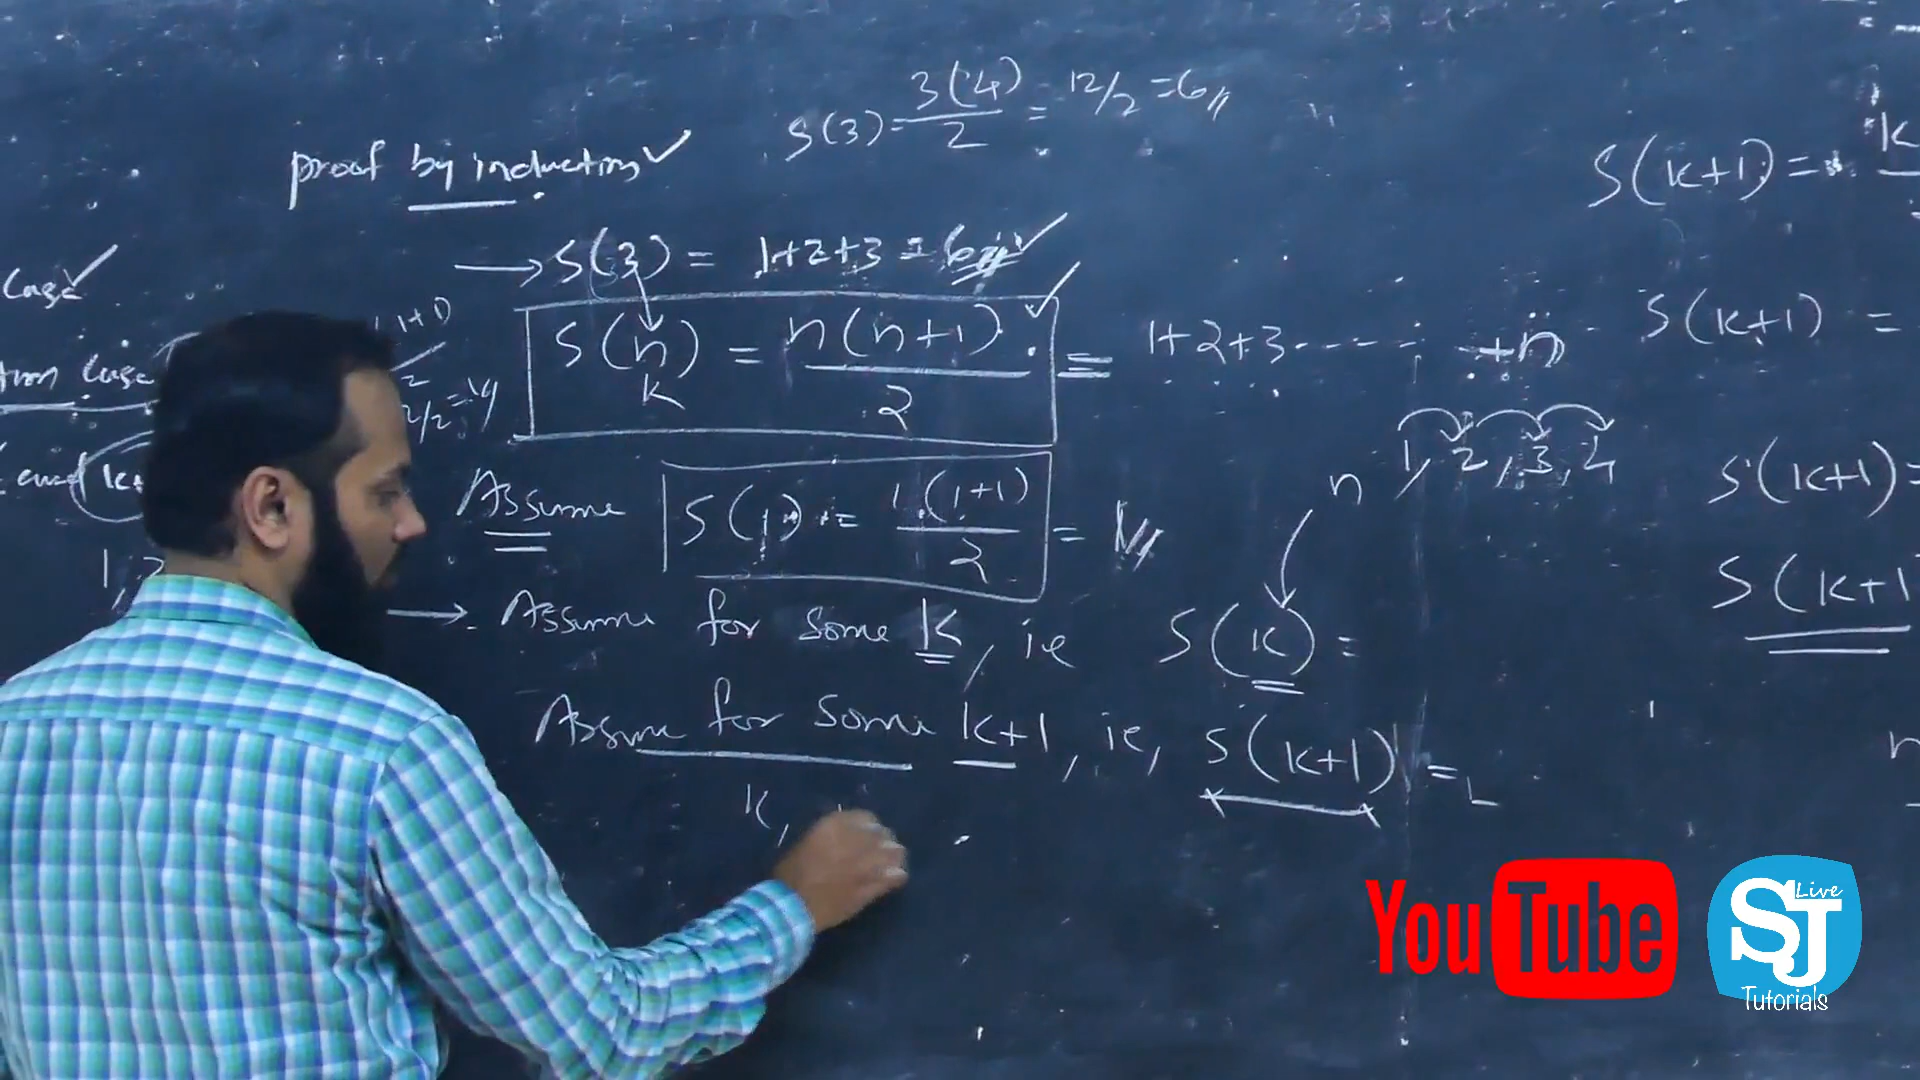 S(3) = 3(4)/2 = 12/2 = 6
proof by induction
S(3) = 1+2+3 = 6
Case
S(n) = n(n+1)/2 = 1+2+3 ------ +n
k
Case
n 1, 2, 3, 4
Assume S(1) = 1(1+1)/2 = 1
Assume for some k, ie S(k) =
Assume for some k+1, ie, S(k+1) =
k,
S(k+1) = k
S(k+1) =
S(k+1) =
S(k+1
YouTube
SJ Live
Tutorials